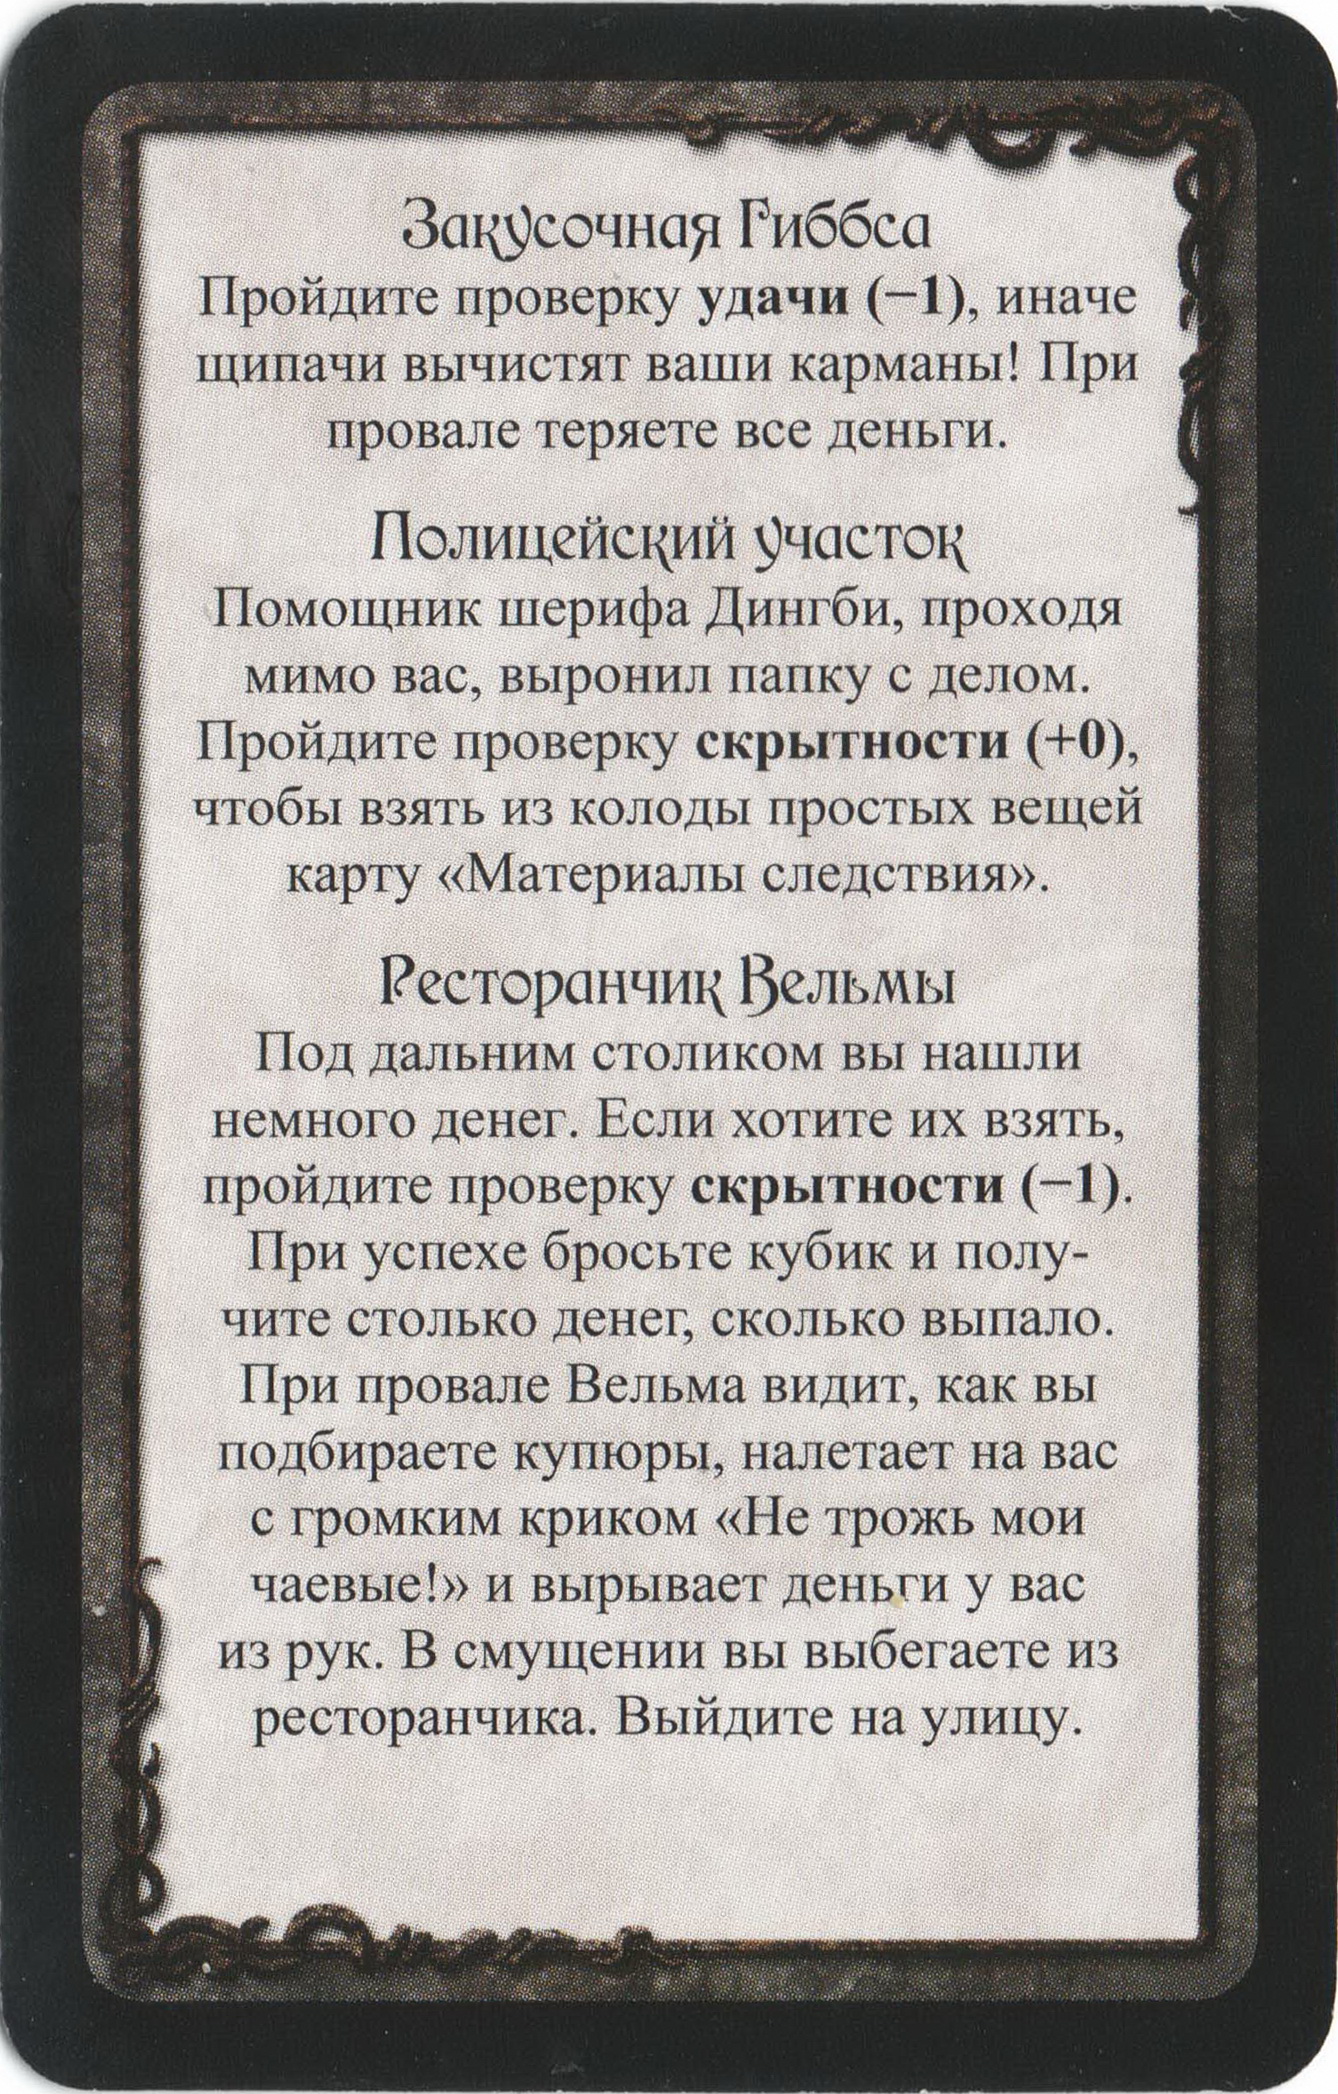 Закусочная Гиббса
Пройдите проверку удачи (−1), иначе
щипачи вычистят ваши карманы! При
провале теряете все деньги.
Полицейский участок
Помощник шерифа Дингби, проходя
мимо вас, выронил папку с делом.
Пройдите проверку скрытности (+0),
чтобы взять из колоды простых вещей
карту «Материалы следствия».
Ресторанчик Вельмы
Под дальним столиком вы нашли
немного денег. Если хотите их взять,
пройдите проверку скрытности (−1).
При успехе бросьте кубик и полу-
чите столько денег, сколько выпало.
При провале Вельма видит, как вы
подбираете купюры, налетает на вас
с громким криком «Не трожь мои
чаевые!» и вырывает деньги у вас
из рук. В смущении вы выбегаете из
ресторанчика. Выйдите на улицу.